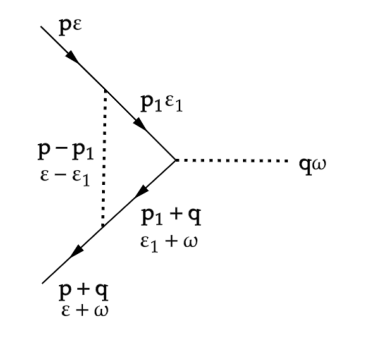 pε
p₁ε₁
p − p₁
ε − ε₁
qω
p₁ + q
ε₁ + ω
p + q
ε + ω